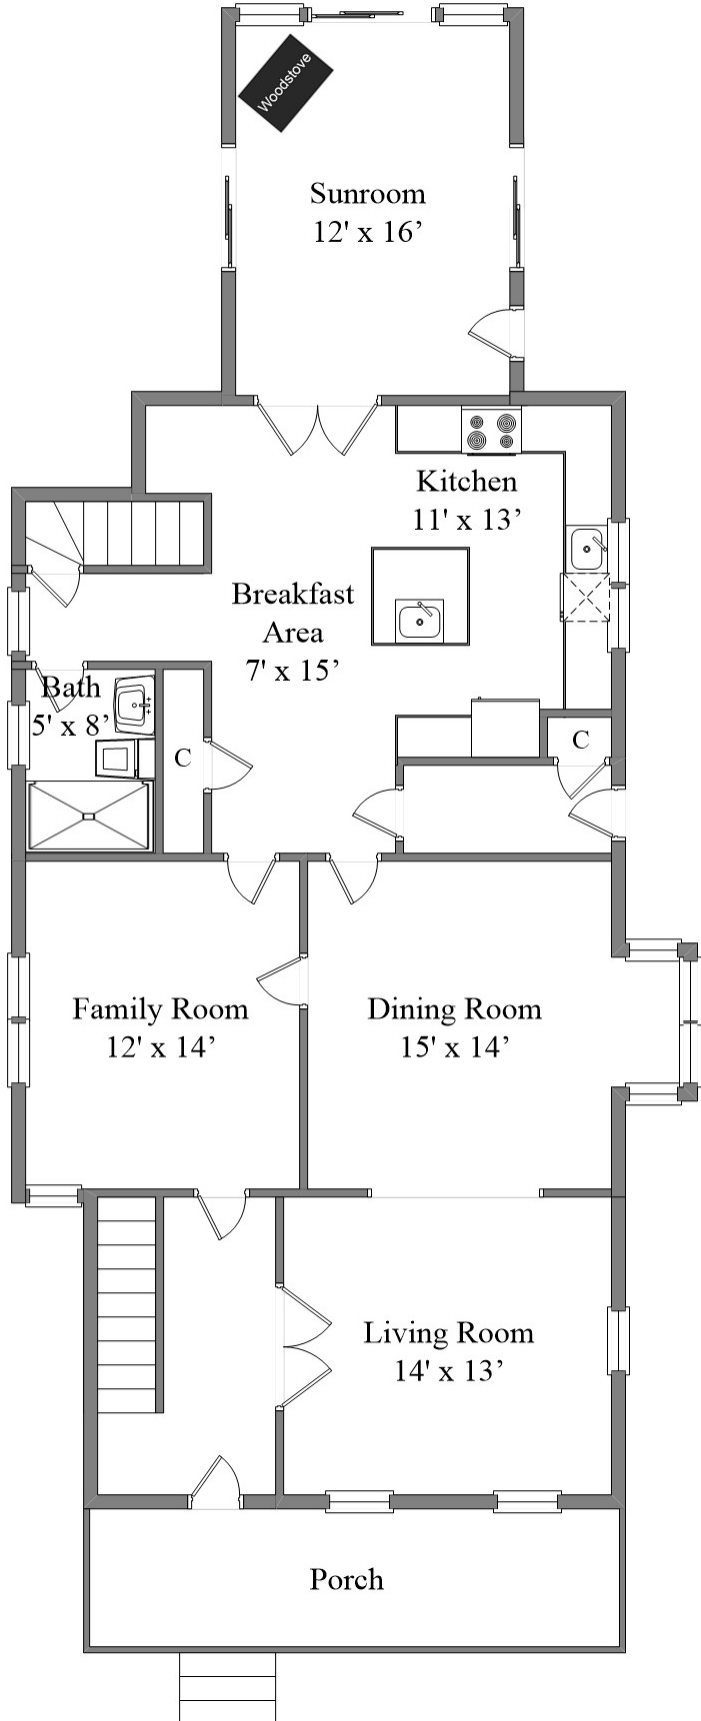 Woodstove
Sunroom
12' x 16’
Kitchen
11' x 13’
Breakfast
Area
7' x 15’
Bath
5' x 8’
C
C
Family Room
12' x 14’
Dining Room
15' x 14’
Living Room
14' x 13’
Porch